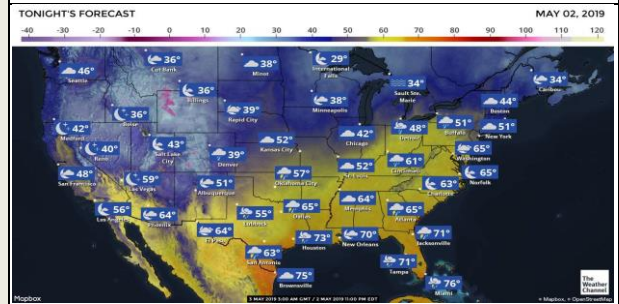 TONIGHT'S FORECAST
MAY 02, 2019
-40 -30 -20 -10 0 10 20 30 40 50 60 70 80 90 100 110 120
46° Seattle
36° Cut Bank
38° Minot
29° International Falls
34° Sault Ste. Marie
34° Caribou
36° Billings
36° Boise
39° Rapid City
38° Minneapolis
44° Boston
42° Medford
40° Reno
43° Salt Lake City
39° Denver
52° Kansas City
42° Chicago
48° Detroit
51° Buffalo
51° New York
65° Washington
48° San Francisco
59° Las Vegas
51° Albuquerque
57° Oklahoma City
52°
61° Cincinnati
63° Charlotte
65° Norfolk
56° Los Angeles
64° Phoenix
64° El Paso
55° Lubbock
65° Dallas
64° Memphis
65° Atlanta
63° San Antonio
73° Houston
70° New Orleans
71° Jacksonville
75° Brownsville
71° Tampa
76° Miami
The Weather Channel
Mapbox
3 MAY 2019 3:00 AM GMT / 2 MAY 2019 11:00 PM EDT
© Mapbox, © OpenStreetMap